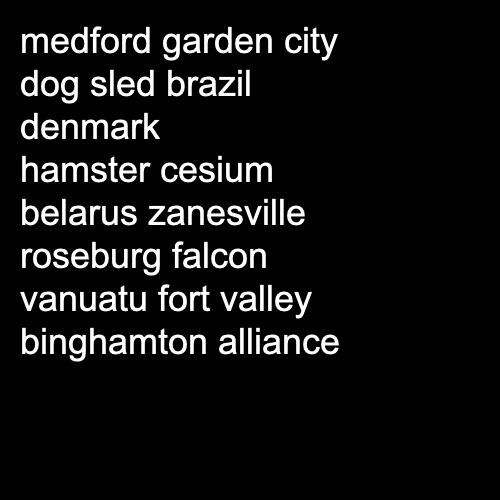 medford garden city
dog sled brazil
denmark
hamster cesium
belarus zanesville
roseburg falcon
vanuatu fort valley
binghamton alliance